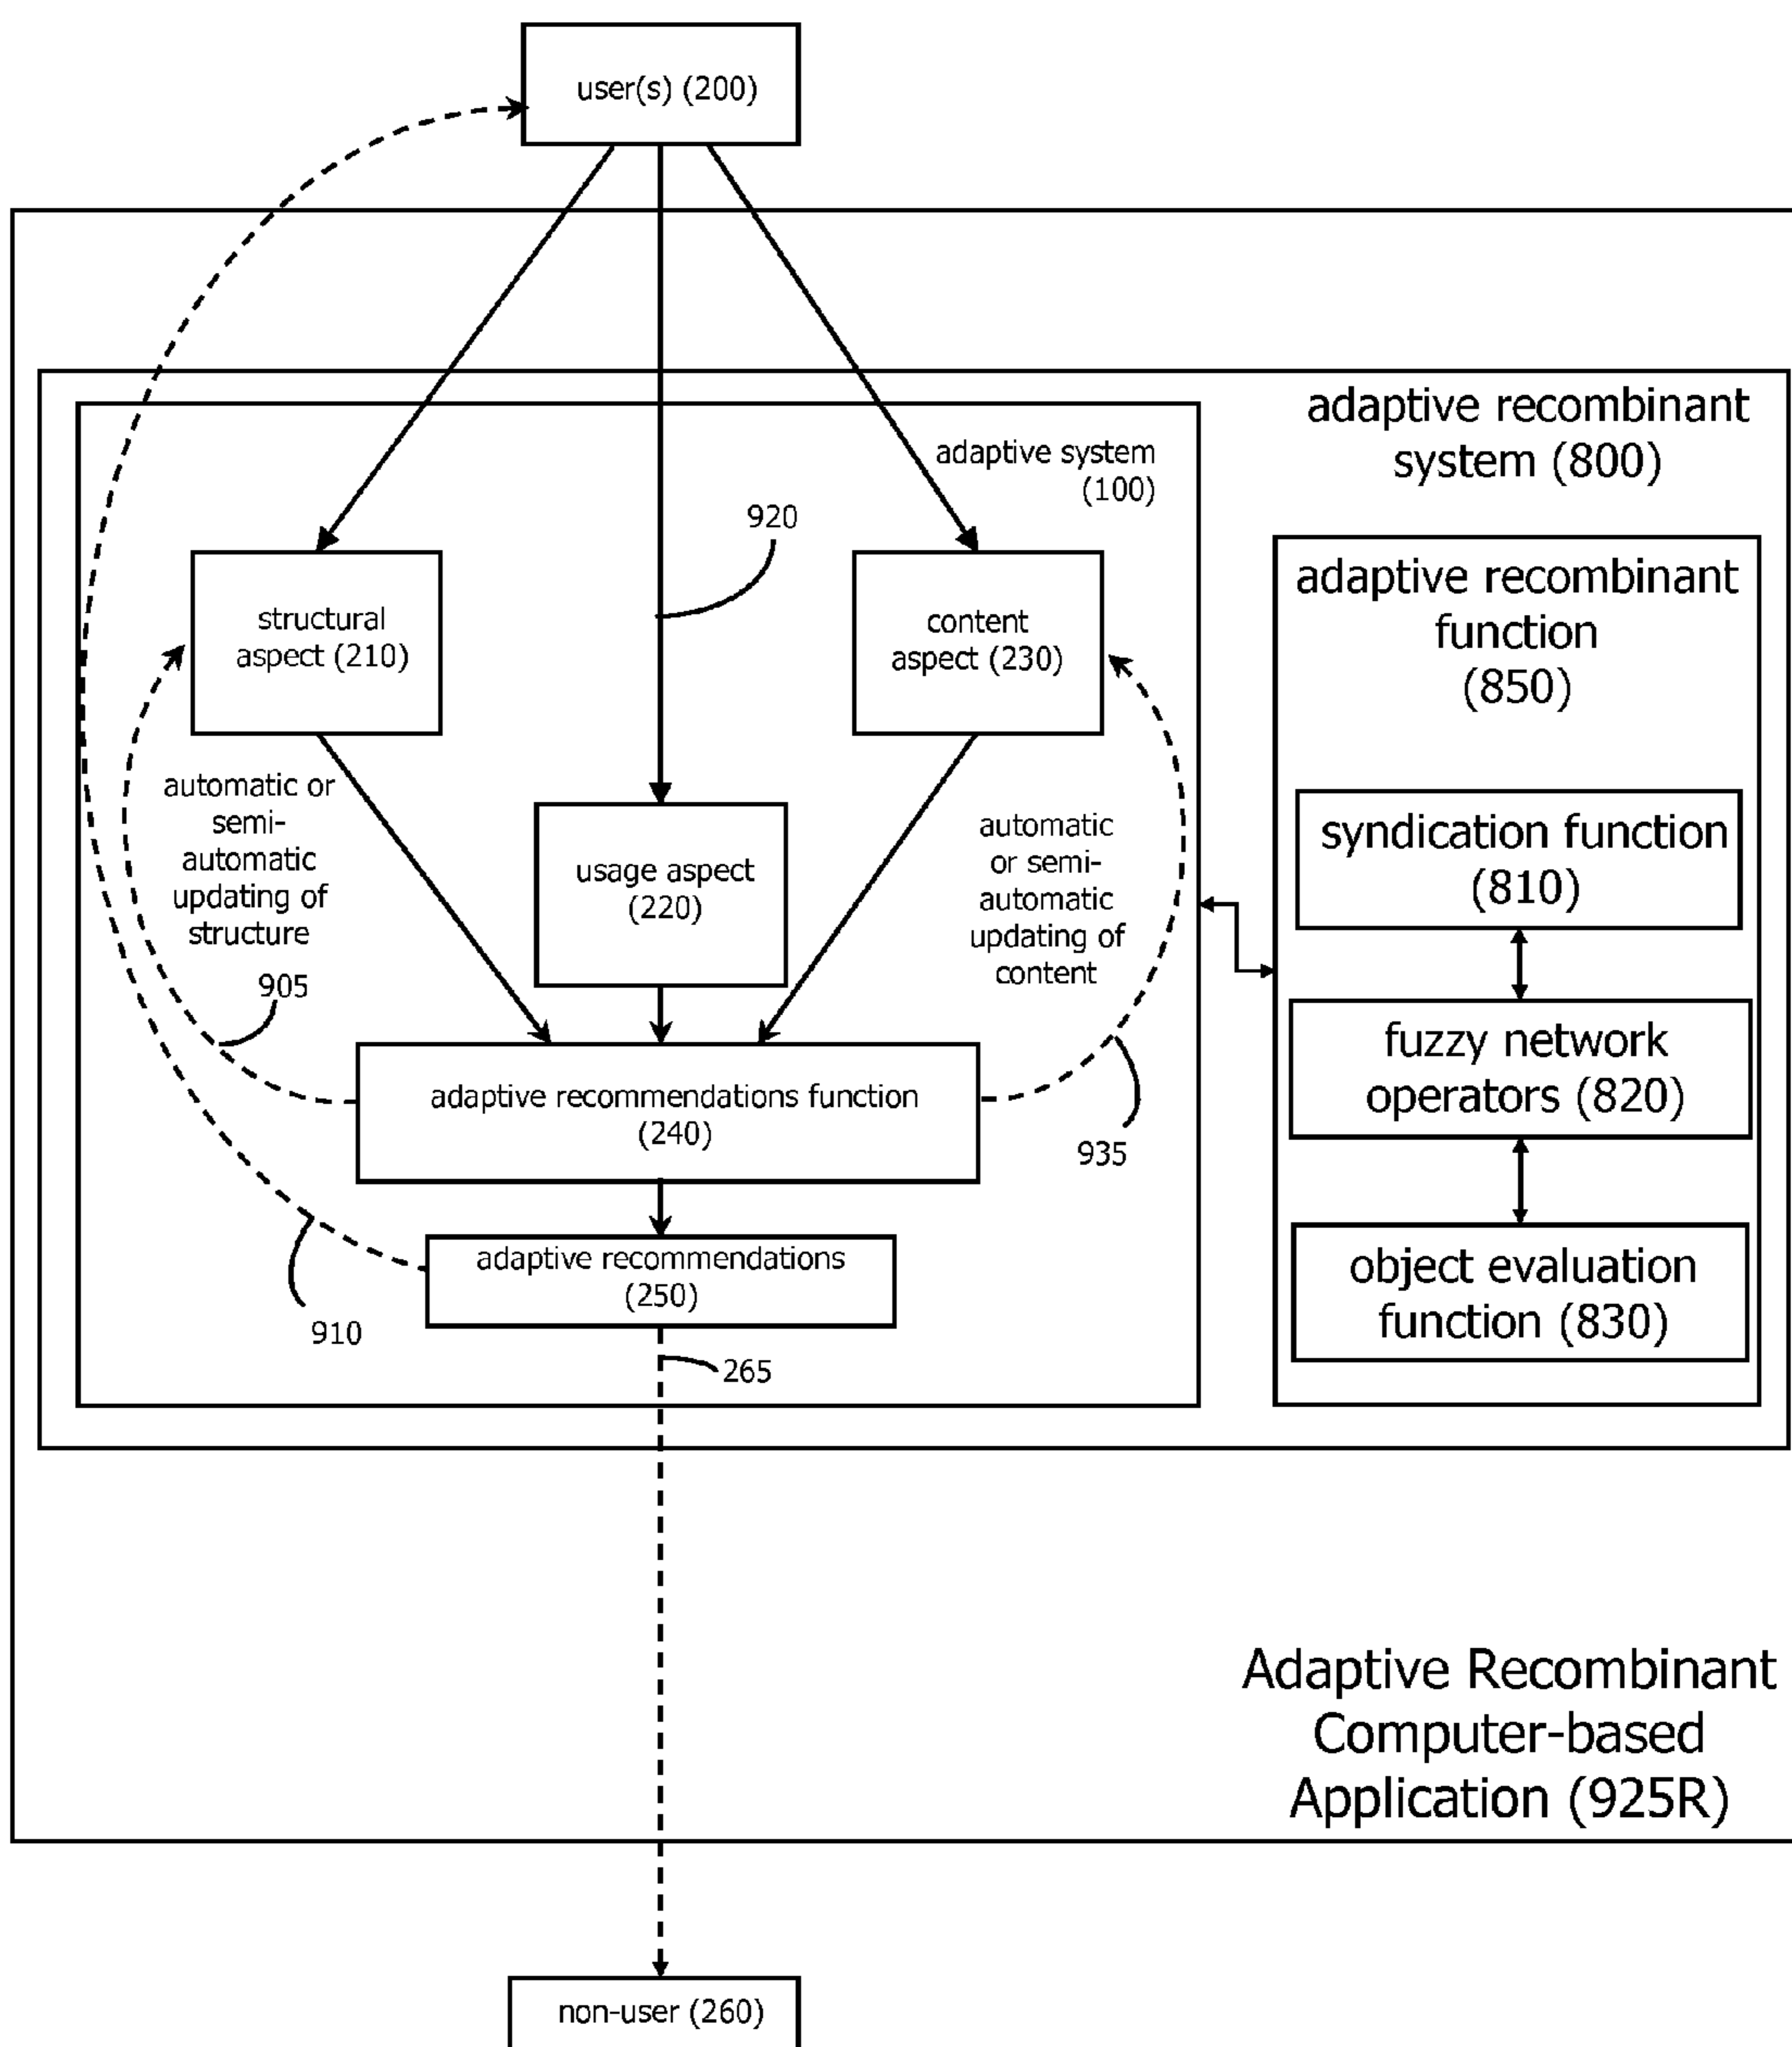 user(s) (200)
adaptive recombinant
system (800)
adaptive system
(100)
920
structural
aspect (210)
content
aspect (230)
adaptive recombinant
function
(850)
automatic or
semi-
automatic
updating of
structure
905
usage aspect
(220)
automatic
or semi-
automatic
updating of
content
syndication function
(810)
fuzzy network
operators (820)
adaptive recommendations function
(240)
935
adaptive recommendations
(250)
object evaluation
function (830)
910
265
Adaptive Recombinant
Computer-based
Application (925R)
non-user (260)